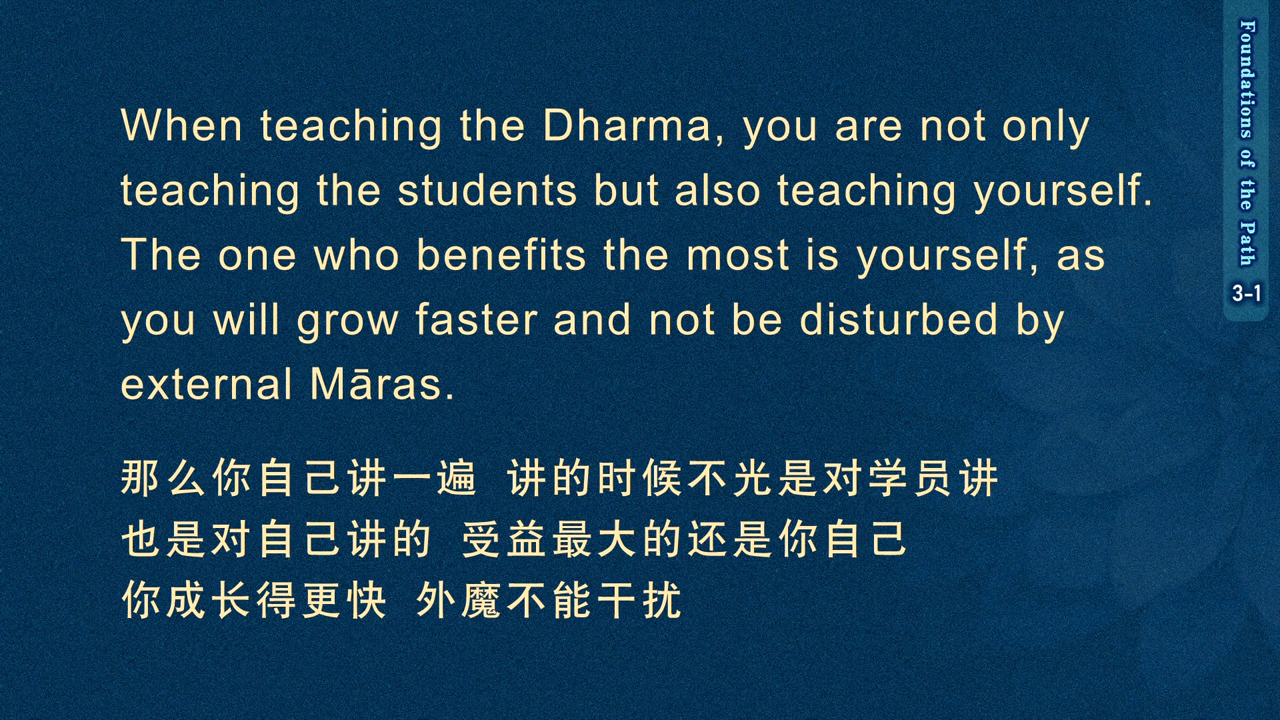 When teaching the Dharma, you are not only
teaching the students but also teaching yourself.
The one who benefits the most is yourself, as
you will grow faster and not be disturbed by
external Māras.
那么你自己讲一遍 讲的时候不光是对学员讲
也是对自己讲的 受益最大的还是你自己
你成长得更快 外魔不能干扰
Foundations of the Path
3-1